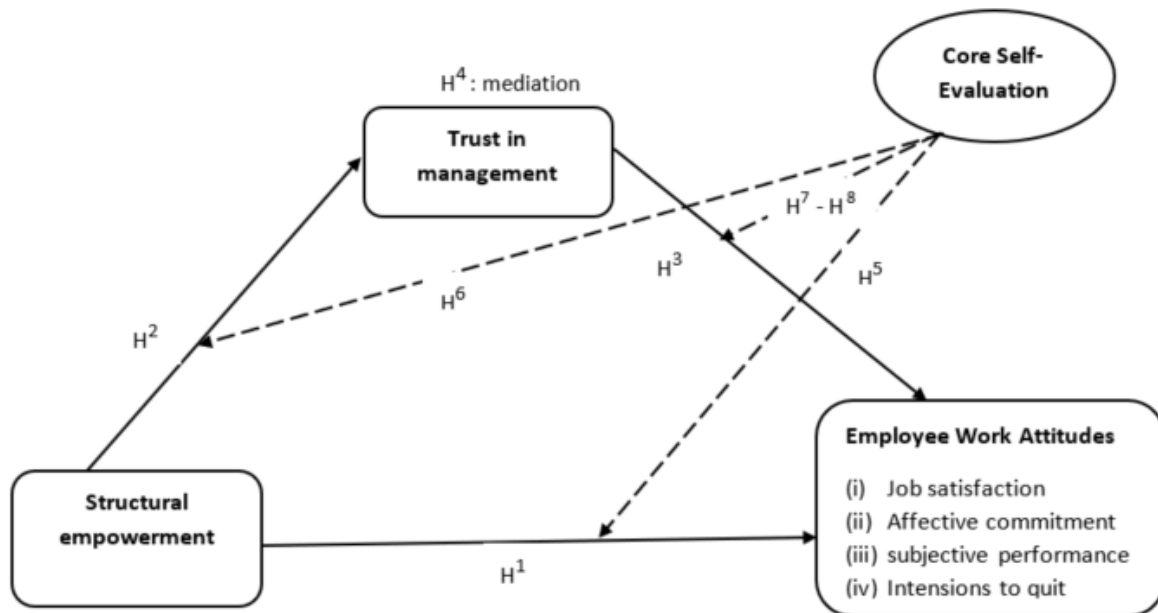 Core Self-
Evaluation
H⁴ : mediation
Trust in
management
H⁷ - H⁸
H³
H⁵
H⁶
H²
Employee Work Attitudes
(i) Job satisfaction
(ii) Affective commitment
(iii) subjective performance
(iv) Intensions to quit
Structural
empowerment
H¹